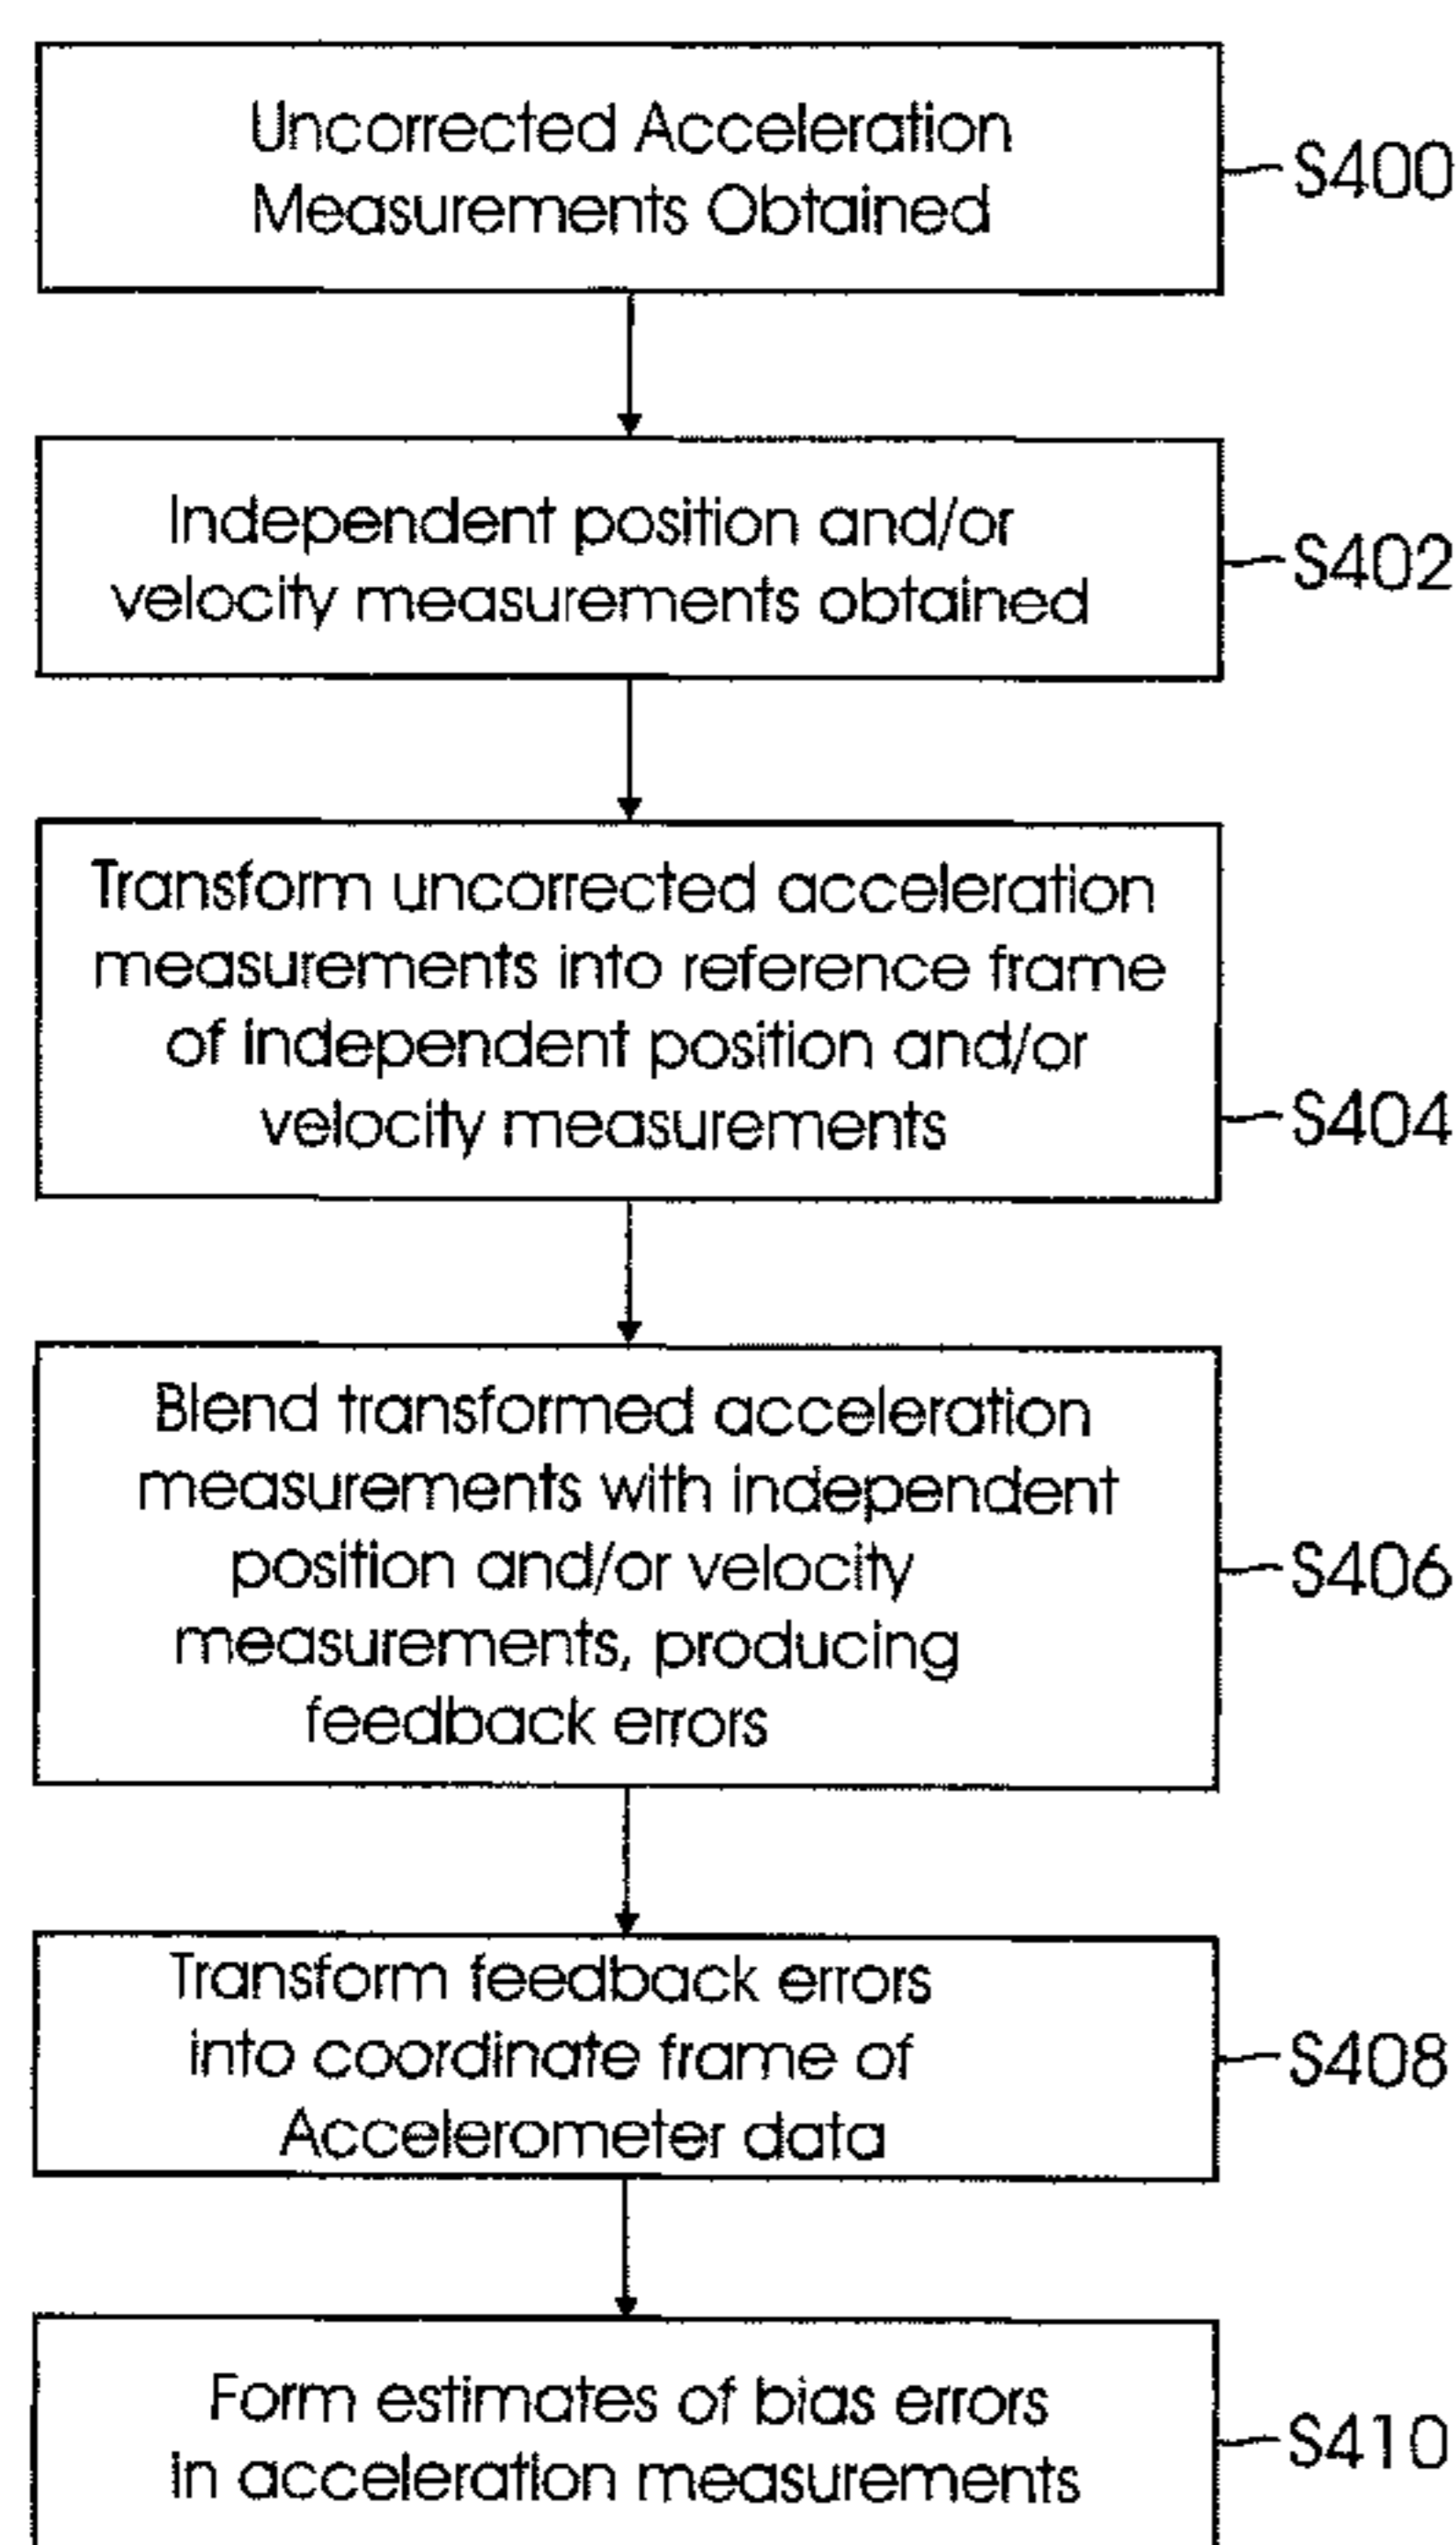 Uncorrected Acceleration
Measurements Obtained
S400
Independent position and/or
velocity measurements obtained
S402
Transform uncorrected acceleration
measurements into reference frame
of independent position and/or
velocity measurements
S404
Blend transformed acceleration
measurements with independent
position and/or velocity
measurements, producing
feedback errors
S406
Transform feedback errors
into coordinate frame of
Accelerometer data
S408
Form estimates of bias errors
in acceleration measurements
S410